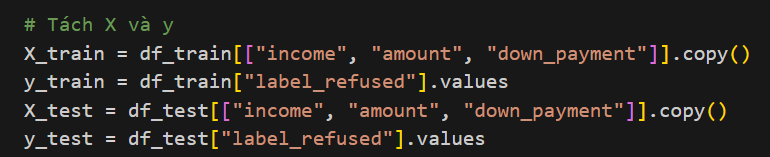 # Tách X và y
X_train = df_train[["income", "amount", "down_payment"]].copy()
y_train = df_train["label_refused"].values
X_test = df_test[["income", "amount", "down_payment"]].copy()
y_test = df_test["label_refused"].values